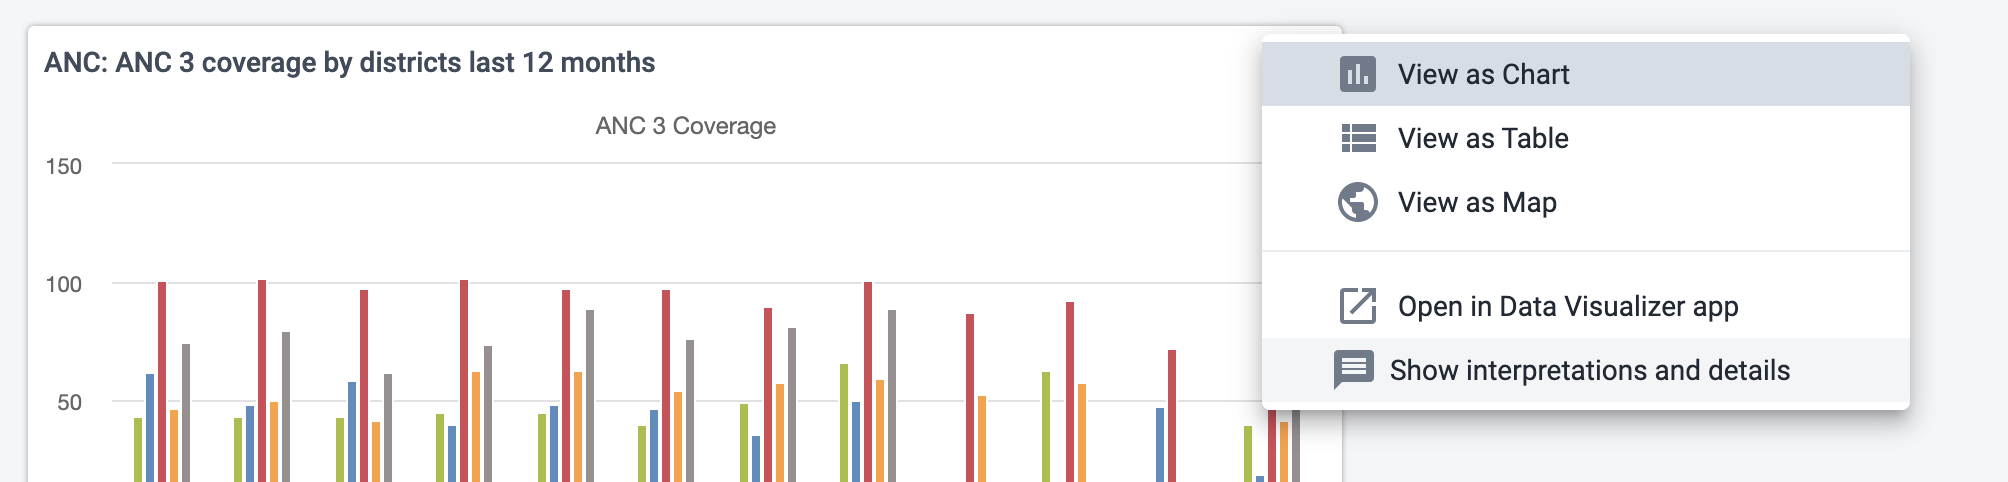 ANC: ANC 3 coverage by districts last 12 months
ANC 3 Coverage
150
100
50
View as Chart
View as Table
View as Map
Open in Data Visualizer app
Show interpretations and details